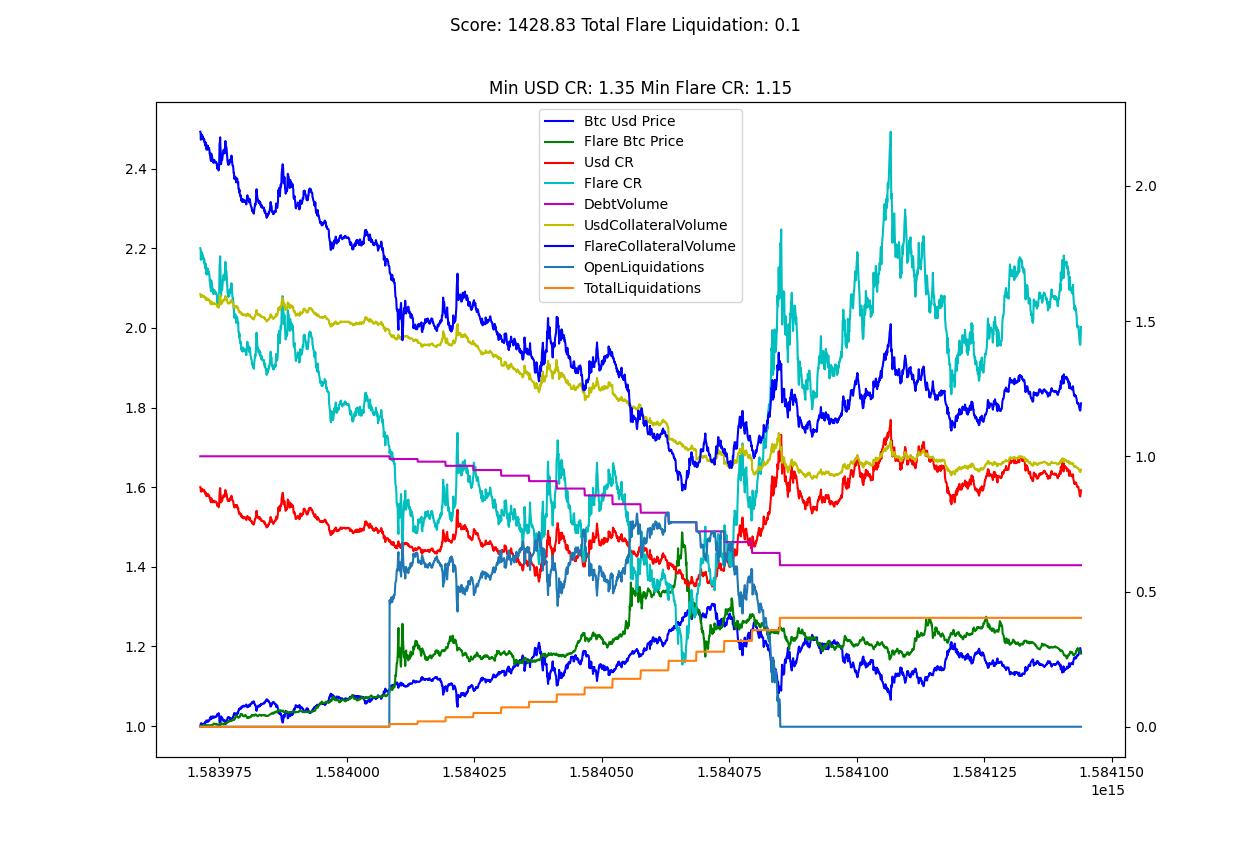 Score: 1428.83 Total Flare Liquidation: 0.1
Min USD CR: 1.35 Min Flare CR: 1.15
Btc Usd Price
Flare Btc Price
Usd CR
Flare CR
DebtVolume
UsdCollateralVolume
FlareCollateralVolume
OpenLiquidations
TotalLiquidations
2.4
2.2
2.0
1.8
1.6
1.4
1.2
1.0
2.0
1.5
1.0
0.5
0.0
1.583975 1.584000 1.584025 1.584050 1.584075 1.584100 1.584125 1.584150
1e15